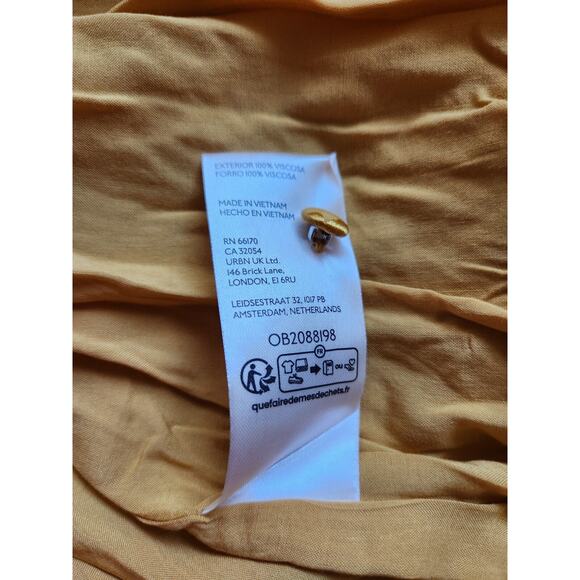 EXTERIOR 100% VISCOSA
FORRO 100% VISCOSA
MADE IN VIETNAM
HECHO EN VIETNAM
RN 66170
CA 32054
URBN UK Ltd.
146 Brick Lane,
LONDON, E1 6RU
LEIDSESTRAAT 32, 1017 PB
AMSTERDAM, NETHERLANDS
OB2088198
FR
ou
quefairedemesdechets.fr